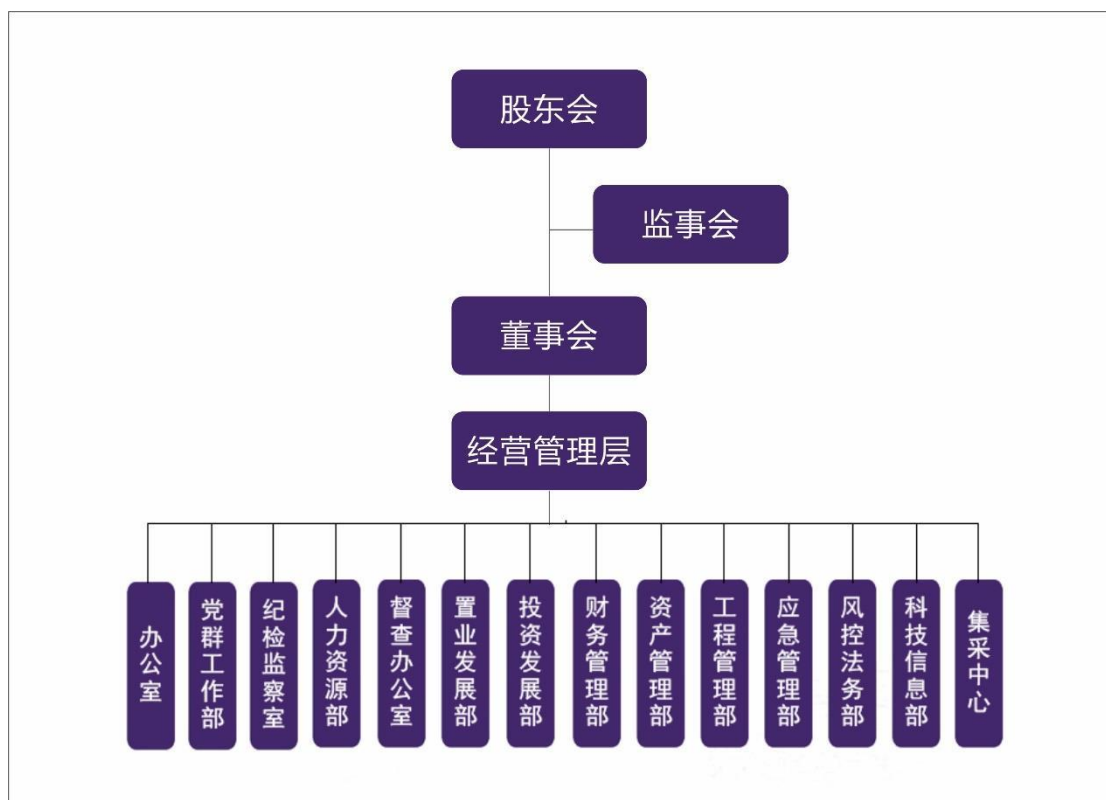 股东会
监事会
董事会
经营管理层
办公室
党群工作部
纪检监察室
人力资源部
督查办公室
置业发展部
投资发展部
财务管理部
资产管理部
工程管理部
应急管理部
风控法务部
科技信息部
集采中心